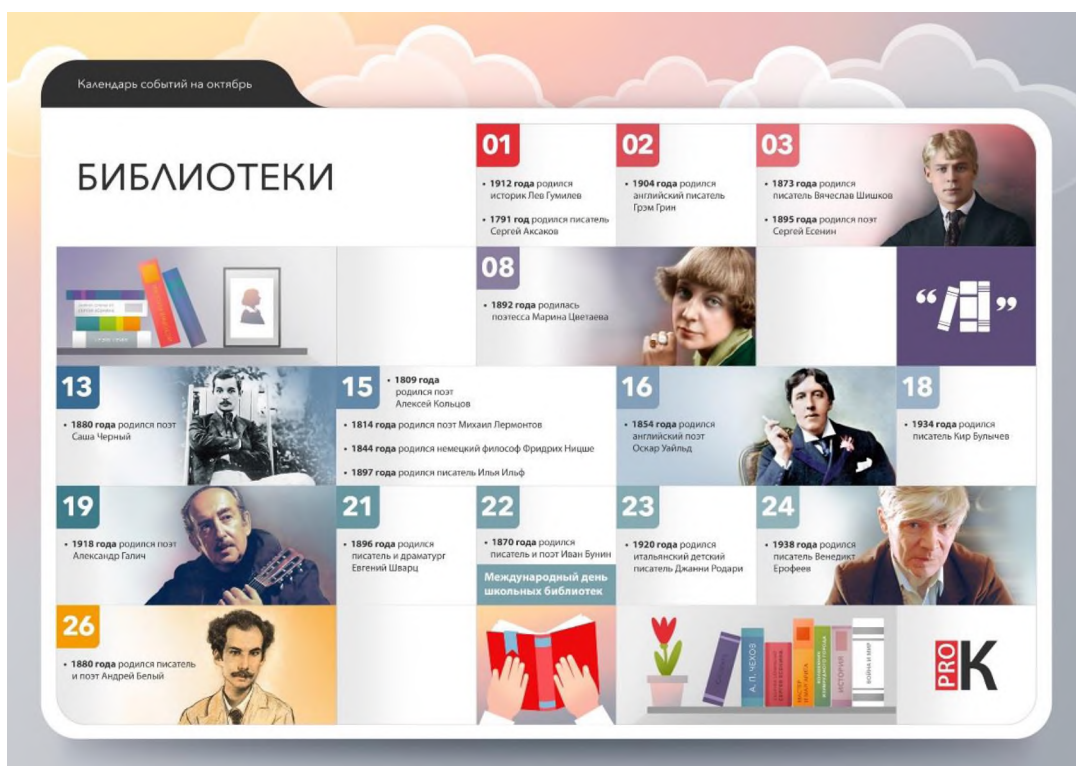 Календарь событий на октябрь
БИБЛИОТЕКИ
01
• 1912 года родился
историк Лев Гумилев
• 1791 год родился писатель
Сергей Аксаков
02
• 1904 года родился
английский писатель
Грэм Грин
03
• 1873 года родился
писатель Вячеслав Шишков
• 1895 года родился поэт
Сергей Есенин
08
• 1892 года родилась
поэтесса Марина Цветаева
“ ”
13
• 1880 года родился поэт
Саша Черный
15
• 1809 года
родился поэт
Алексей Кольцов
• 1814 года родился поэт Михаил Лермонтов
• 1844 года родился немецкий философ Фридрих Ницше
• 1897 года родился писатель Илья Ильф
16
• 1854 года родился
английский поэт
Оскар Уайльд
18
• 1934 года родился
писатель Кир Булычев
19
• 1918 года родился поэт
Александр Галич
21
• 1896 года родился
писатель и драматург
Евгений Шварц
22
• 1870 года родился
писатель и поэт Иван Бунин
Международный день
школьных библиотек
23
• 1920 года родился
итальянский детский
писатель Джанни Родари
24
• 1938 года родился
писатель Венедикт
Ерофеев
26
• 1880 года родился писатель
и поэт Андрей Белый
А. П. ЧЕХОВ
МАСТЕР
И МАРГАРИТА
ИСТОРИЯ
ВОЙНА И МИР
PRO К